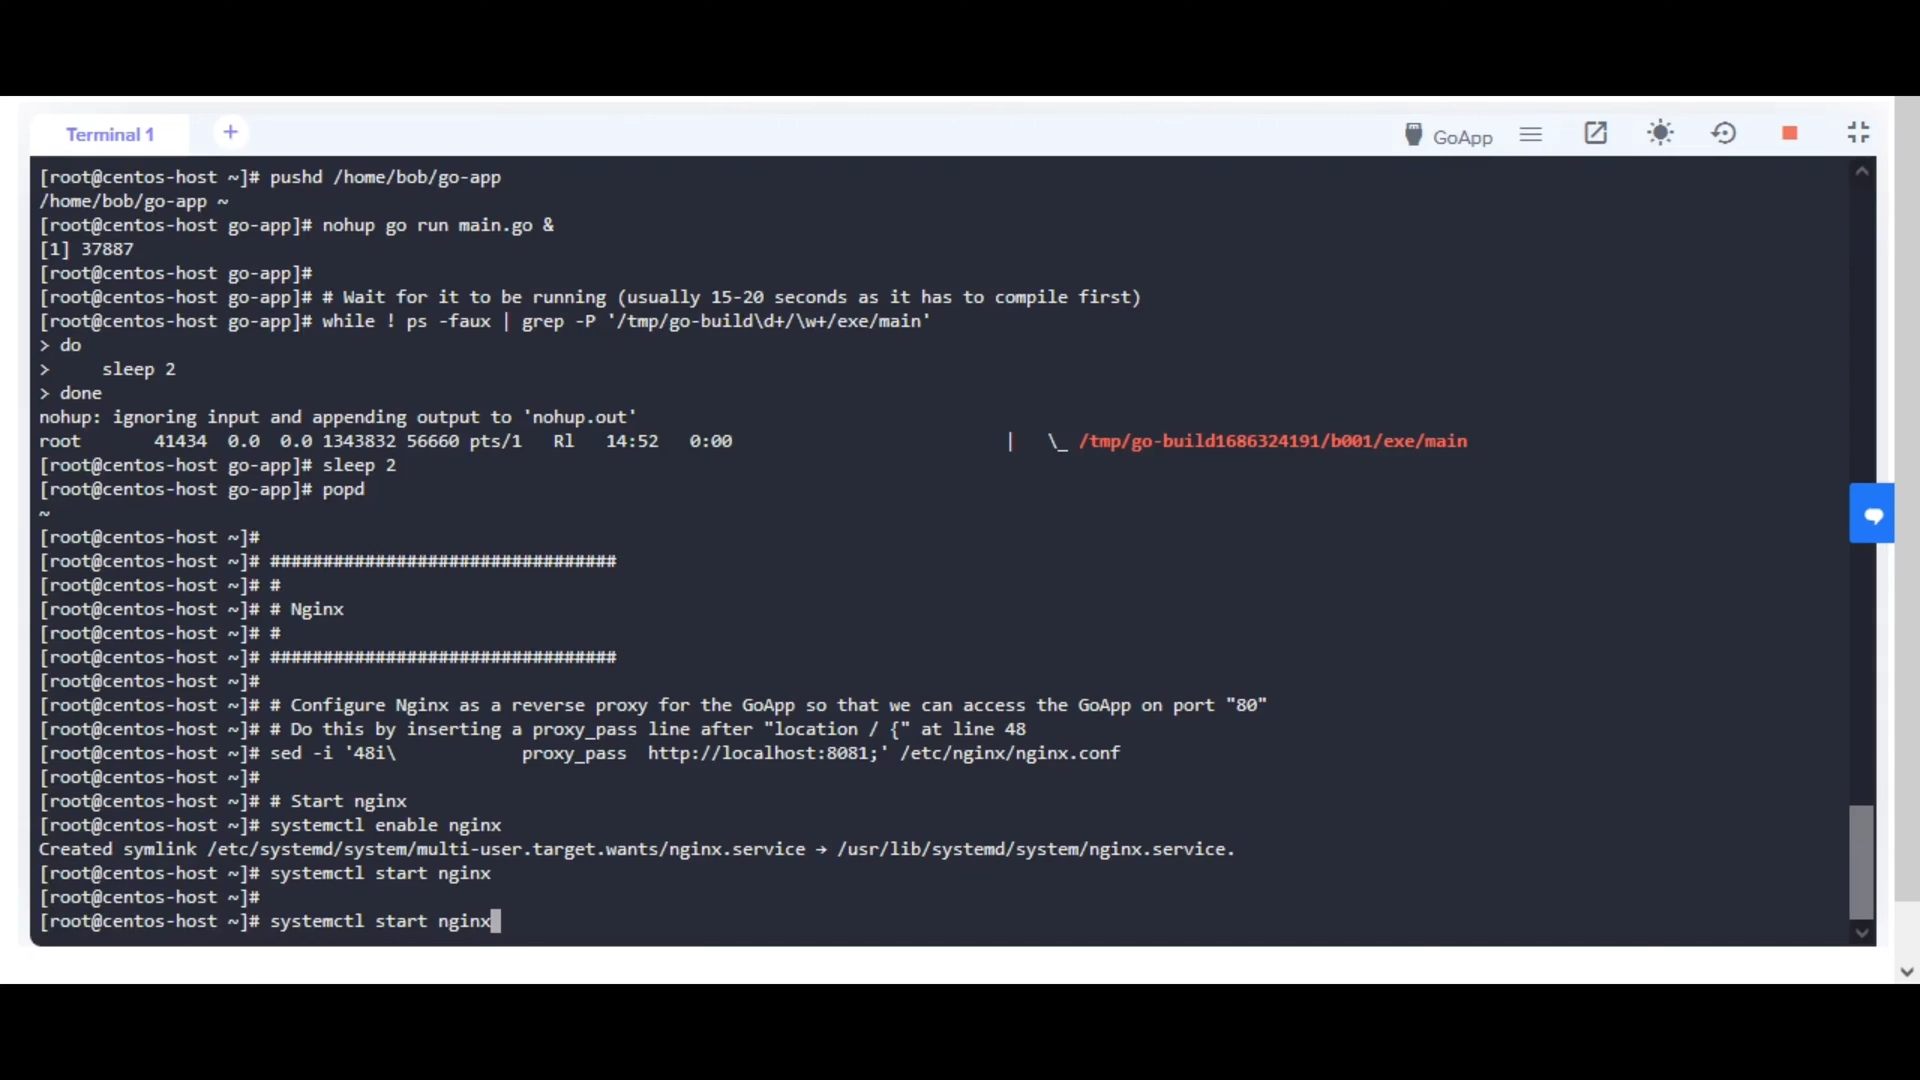 Terminal 1 +
GoApp
[root@centos-host ~]# pushd /home/bob/go-app
/home/bob/go-app ~
[root@centos-host go-app]# nohup go run main.go &
[1] 37887
[root@centos-host go-app]#
[root@centos-host go-app]# # Wait for it to be running (usually 15-20 seconds as it has to compile first)
[root@centos-host go-app]# while ! ps -faux | grep -P '/tmp/go-build\d+/\w+/exe/main'
> do
>     sleep 2
> done
nohup: ignoring input and appending output to 'nohup.out'
root       41434  0.0  0.0 1343832 56660 pts/1   Rl   14:52   0:00                          |   \_ /tmp/go-build1686324191/b001/exe/main
[root@centos-host go-app]# sleep 2
[root@centos-host go-app]# popd
~
[root@centos-host ~]#
[root@centos-host ~]# #################################
[root@centos-host ~]# #
[root@centos-host ~]# # Nginx
[root@centos-host ~]# #
[root@centos-host ~]# #################################
[root@centos-host ~]#
[root@centos-host ~]# # Configure Nginx as a reverse proxy for the GoApp so that we can access the GoApp on port "80"
[root@centos-host ~]# # Do this by inserting a proxy_pass line after "location / {" at line 48
[root@centos-host ~]# sed -i '48i\            proxy_pass  http://localhost:8081;' /etc/nginx/nginx.conf
[root@centos-host ~]#
[root@centos-host ~]# # Start nginx
[root@centos-host ~]# systemctl enable nginx
Created symlink /etc/systemd/system/multi-user.target.wants/nginx.service → /usr/lib/systemd/system/nginx.service.
[root@centos-host ~]# systemctl start nginx
[root@centos-host ~]#
[root@centos-host ~]# systemctl start nginx